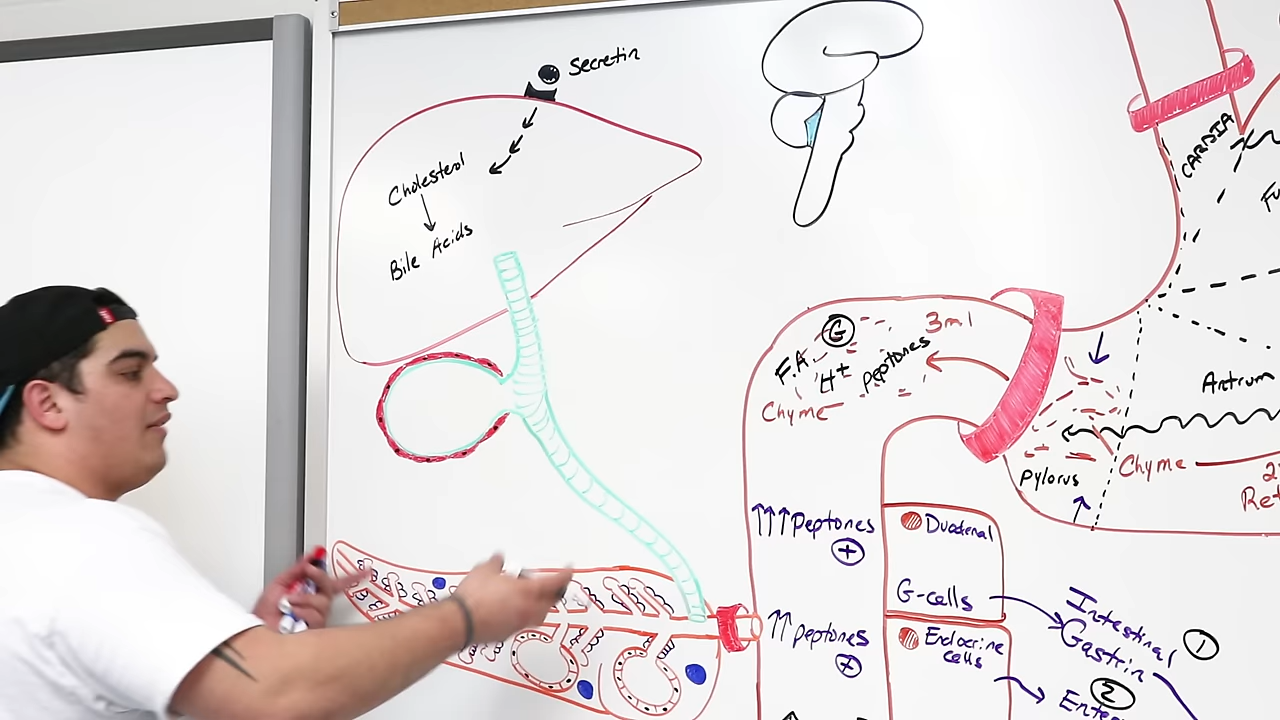 Secretin
Cholesterol
Bile Acids
CARDIA
G
3ml
F.A
H+
peptones
Chyme
Antrum
Pylorus
Chyme
↑↑↑Peptones
+
Duodenal
G-cells
Intestinal
Gastrin
1
↑↑peptones
+
Endocrine
cells
2